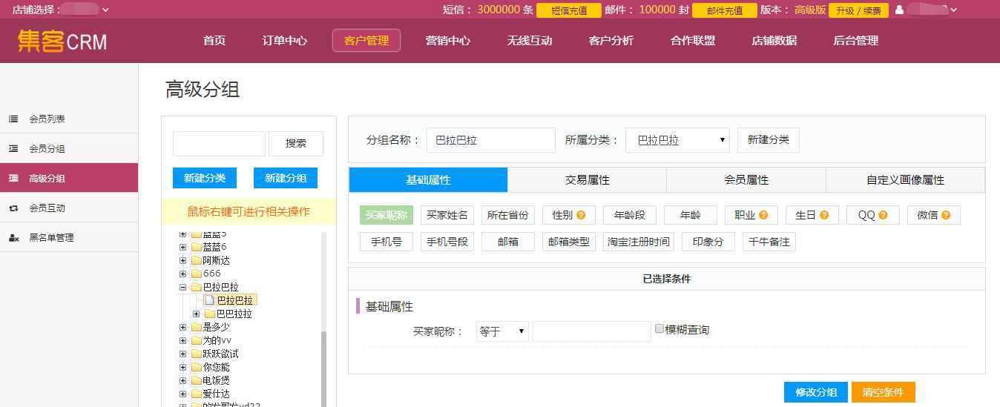 店铺选择： 短信： 3000000 条 短信充值 邮件： 100000 封 邮件充值 版本： 高级版 升级 / 续费
集客CRM 首页 订单中心 客户管理 营销中心 无线互动 客户分析 合作联盟 店铺数据 后台管理
高级分组
会员列表
会员分组
高级分组
会员互动
黑名单管理
搜索
新建分类 新建分组
鼠标右键可进行相关操作
蓝蓝5
蓝蓝6
阿斯达
666
巴拉巴拉
巴拉巴拉
巴巴拉拉
是多少
为的vv
跃跃欲试
你您能
电饭煲
爱仕达
的发哥发vd22
分组名称： 巴拉巴拉 所属分类： 巴拉巴拉 新建分类
基础属性 交易属性 会员属性 自定义画像属性
买家昵称 买家姓名 所在省份 性别 ? 年龄段 年龄 职业 ? 生日 ? QQ ? 微信 ?
手机号 手机号段 邮箱 邮箱类型 淘宝注册时间 印象分 千牛备注
已选择条件
基础属性
买家昵称： 等于 模糊查询
修改分组 清空条件